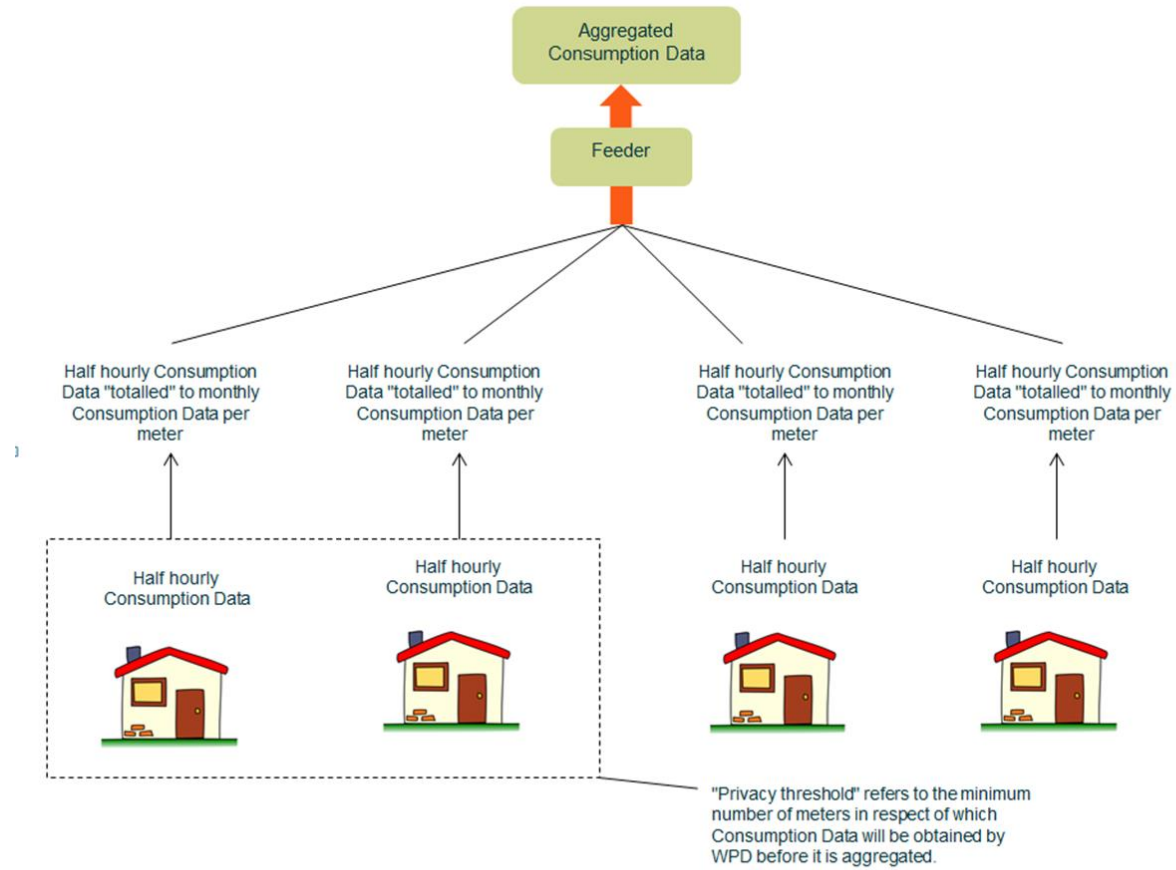 Aggregated
Consumption Data
Feeder
Half hourly Consumption
Data "totalled" to monthly
Consumption Data per
meter
Half hourly Consumption
Data "totalled" to monthly
Consumption Data per
meter
Half hourly Consumption
Data "totalled" to monthly
Consumption Data per
meter
Half hourly Consumption
Data "totalled" to monthly
Consumption Data per
meter
Half hourly
Consumption Data
Half hourly
Consumption Data
Half hourly
Consumption Data
Half hourly
Consumption Data
"Privacy threshold" refers to the minimum
number of meters in respect of which
Consumption Data will be obtained by
WPD before it is aggregated.